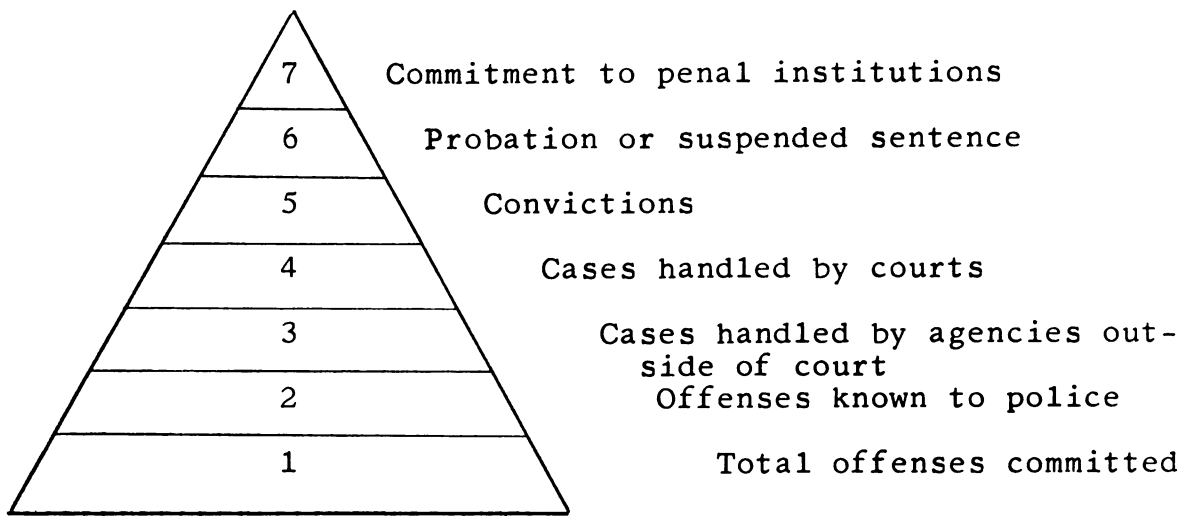 7 Commitment to penal institutions
6 Probation or suspended sentence
5 Convictions
4 Cases handled by courts
3 Cases handled by agencies out-
side of court
2 Offenses known to police
1 Total offenses committed